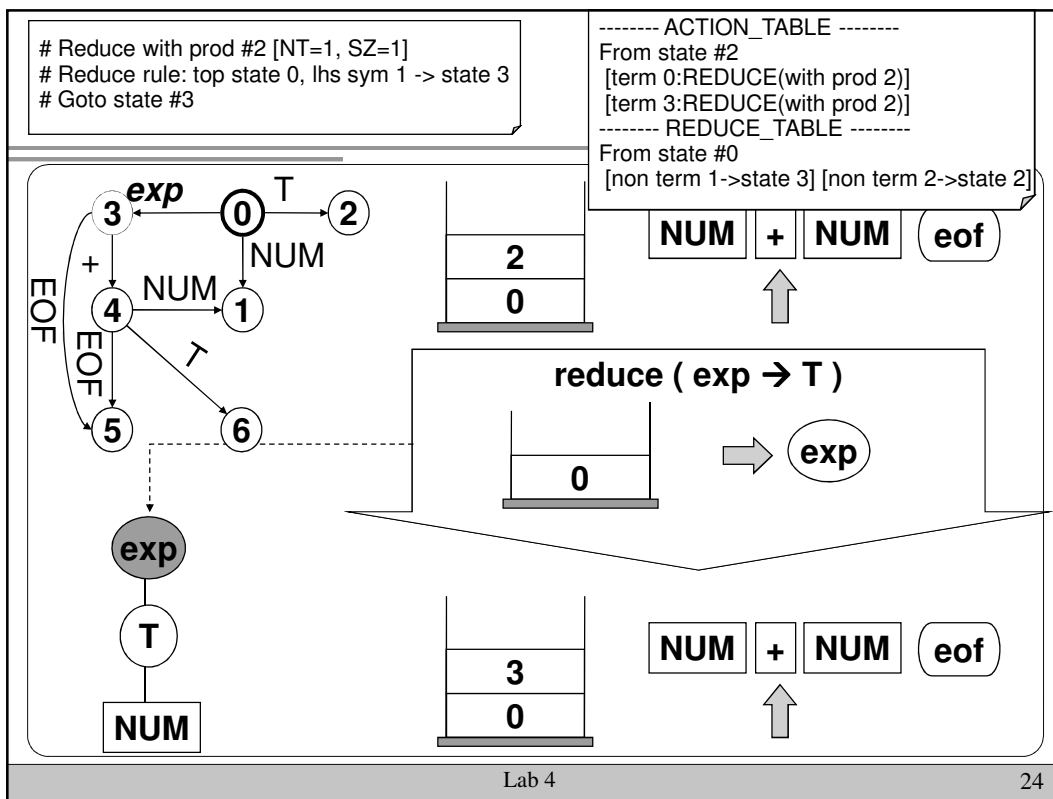 # Reduce with prod #2 [NT=1, SZ=1]
# Reduce rule: top state 0, lhs sym 1 -> state 3
# Goto state #3
-------- ACTION_TABLE --------
From state #2
[term 0:REDUCE(with prod 2)]
[term 3:REDUCE(with prod 2)]
-------- REDUCE_TABLE --------
From state #0
[non term 1->state 3] [non term 2->state 2]
exp
T
3
0
2
NUM
+
EOF
NUM
4
1
EOF
T
5
6
2
0
NUM
+
NUM
eof
reduce ( exp → T )
0
exp
exp
T
NUM
3
0
NUM
+
NUM
eof
Lab 4
24